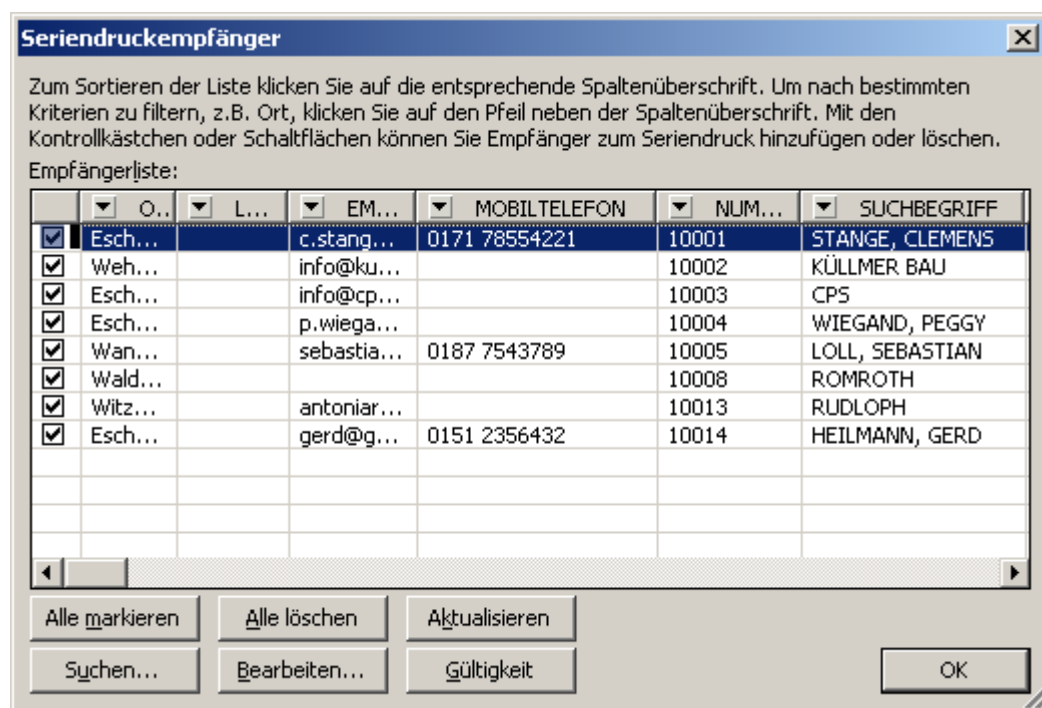 Seriendruckempfänger
Zum Sortieren der Liste klicken Sie auf die entsprechende Spaltenüberschrift. Um nach bestimmten
Kriterien zu filtern, z.B. Ort, klicken Sie auf den Pfeil neben der Spaltenüberschrift. Mit den
Kontrollkästchen oder Schaltflächen können Sie Empfänger zum Seriendruck hinzufügen oder löschen.
Empfängerliste:
O... L... EM... MOBILTELEFON NUM... SUCHBEGRIFF
Esch... c.stang... 0171 78554221 10001 STANGE, CLEMENS
Weh... info@ku... 10002 KÜLLMER BAU
Esch... info@cp... 10003 CPS
Esch... p.wiega... 10004 WIEGAND, PEGGY
Wan... sebastia... 0187 7543789 10005 LOLL, SEBASTIAN
Wald... 10008 ROMROTH
Witz... antoniar... 10013 RUDLOPH
Esch... gerd@g... 0151 2356432 10014 HEILMANN, GERD
Alle markieren Alle löschen Aktualisieren
Suchen... Bearbeiten... Gültigkeit OK